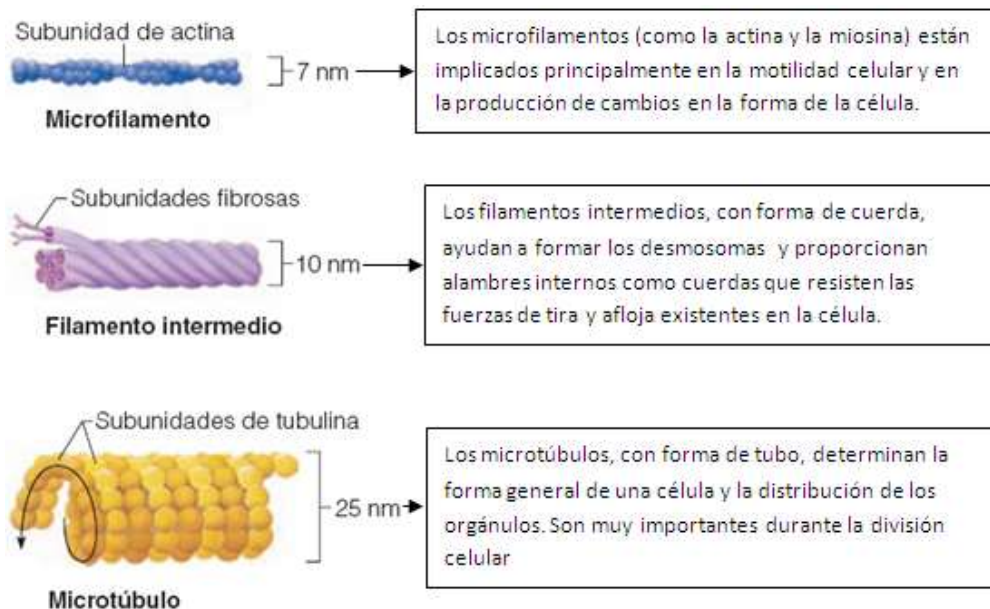 Subunidad de actina
7 nm
Microfilamento
Los microfilamentos (como la actina y la miosina) están
implicados principalmente en la motilidad celular y en
la producción de cambios en la forma de la célula.
Subunidades fibrosas
10 nm
Filamento intermedio
Los filamentos intermedios, con forma de cuerda,
ayudan a formar los desmosomas y proporcionan
alambres internos como cuerdas que resisten las
fuerzas de tira y afloja existentes en la célula.
Subunidades de tubulina
25 nm
Microtúbulo
Los microtúbulos, con forma de tubo, determinan la
forma general de una célula y la distribución de los
orgánulos. Son muy importantes durante la división
celular